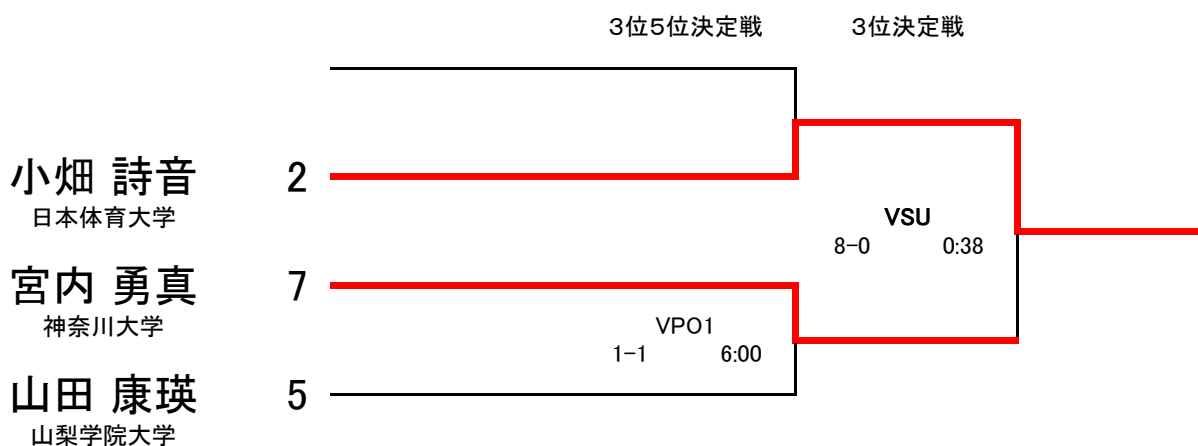 3位5位決定戦 3位決定戦
小畑 詩音 2
日本体育大学
VSU
8-0 0:38
宮内 勇真 7
神奈川大学
VPO1
1-1 6:00
山田 康瑛 5
山梨学院大学